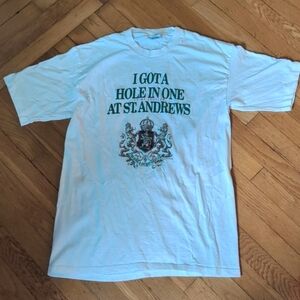 I GOT A
HOLE IN ONE
AT ST. ANDREWS